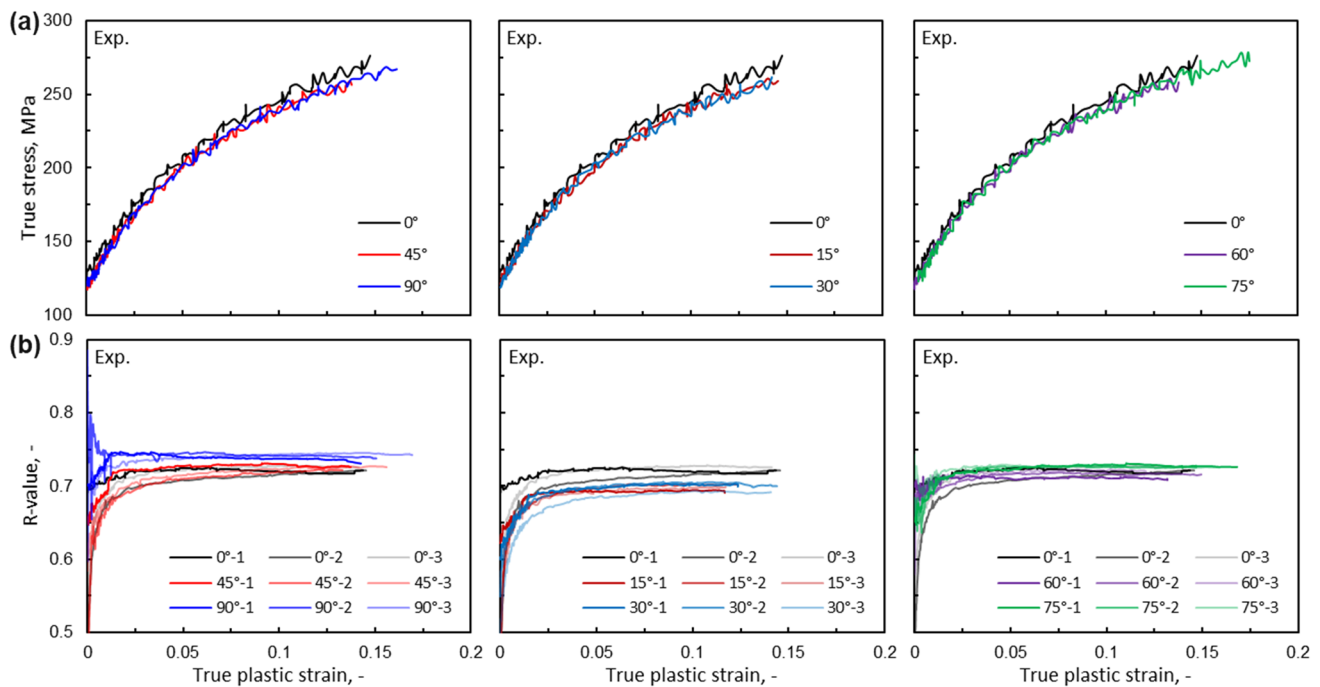 (a)
300
250
200
150
100
True stress, MPa
Exp.
0°
45°
90°
Exp.
0°
15°
30°
Exp.
0°
60°
75°
(b)
0.9
0.8
0.7
0.6
0.5
R-value, -
Exp.
0°-1 0°-2 0°-3
45°-1 45°-2 45°-3
90°-1 90°-2 90°-3
0 0.05 0.1 0.15 0.2
True plastic strain, -
Exp.
0°-1 0°-2 0°-3
15°-1 15°-2 15°-3
30°-1 30°-2 30°-3
0 0.05 0.1 0.15 0.2
True plastic strain, -
Exp.
0°-1 0°-2 0°-3
60°-1 60°-2 60°-3
75°-1 75°-2 75°-3
0 0.05 0.1 0.15 0.2
True plastic strain, -